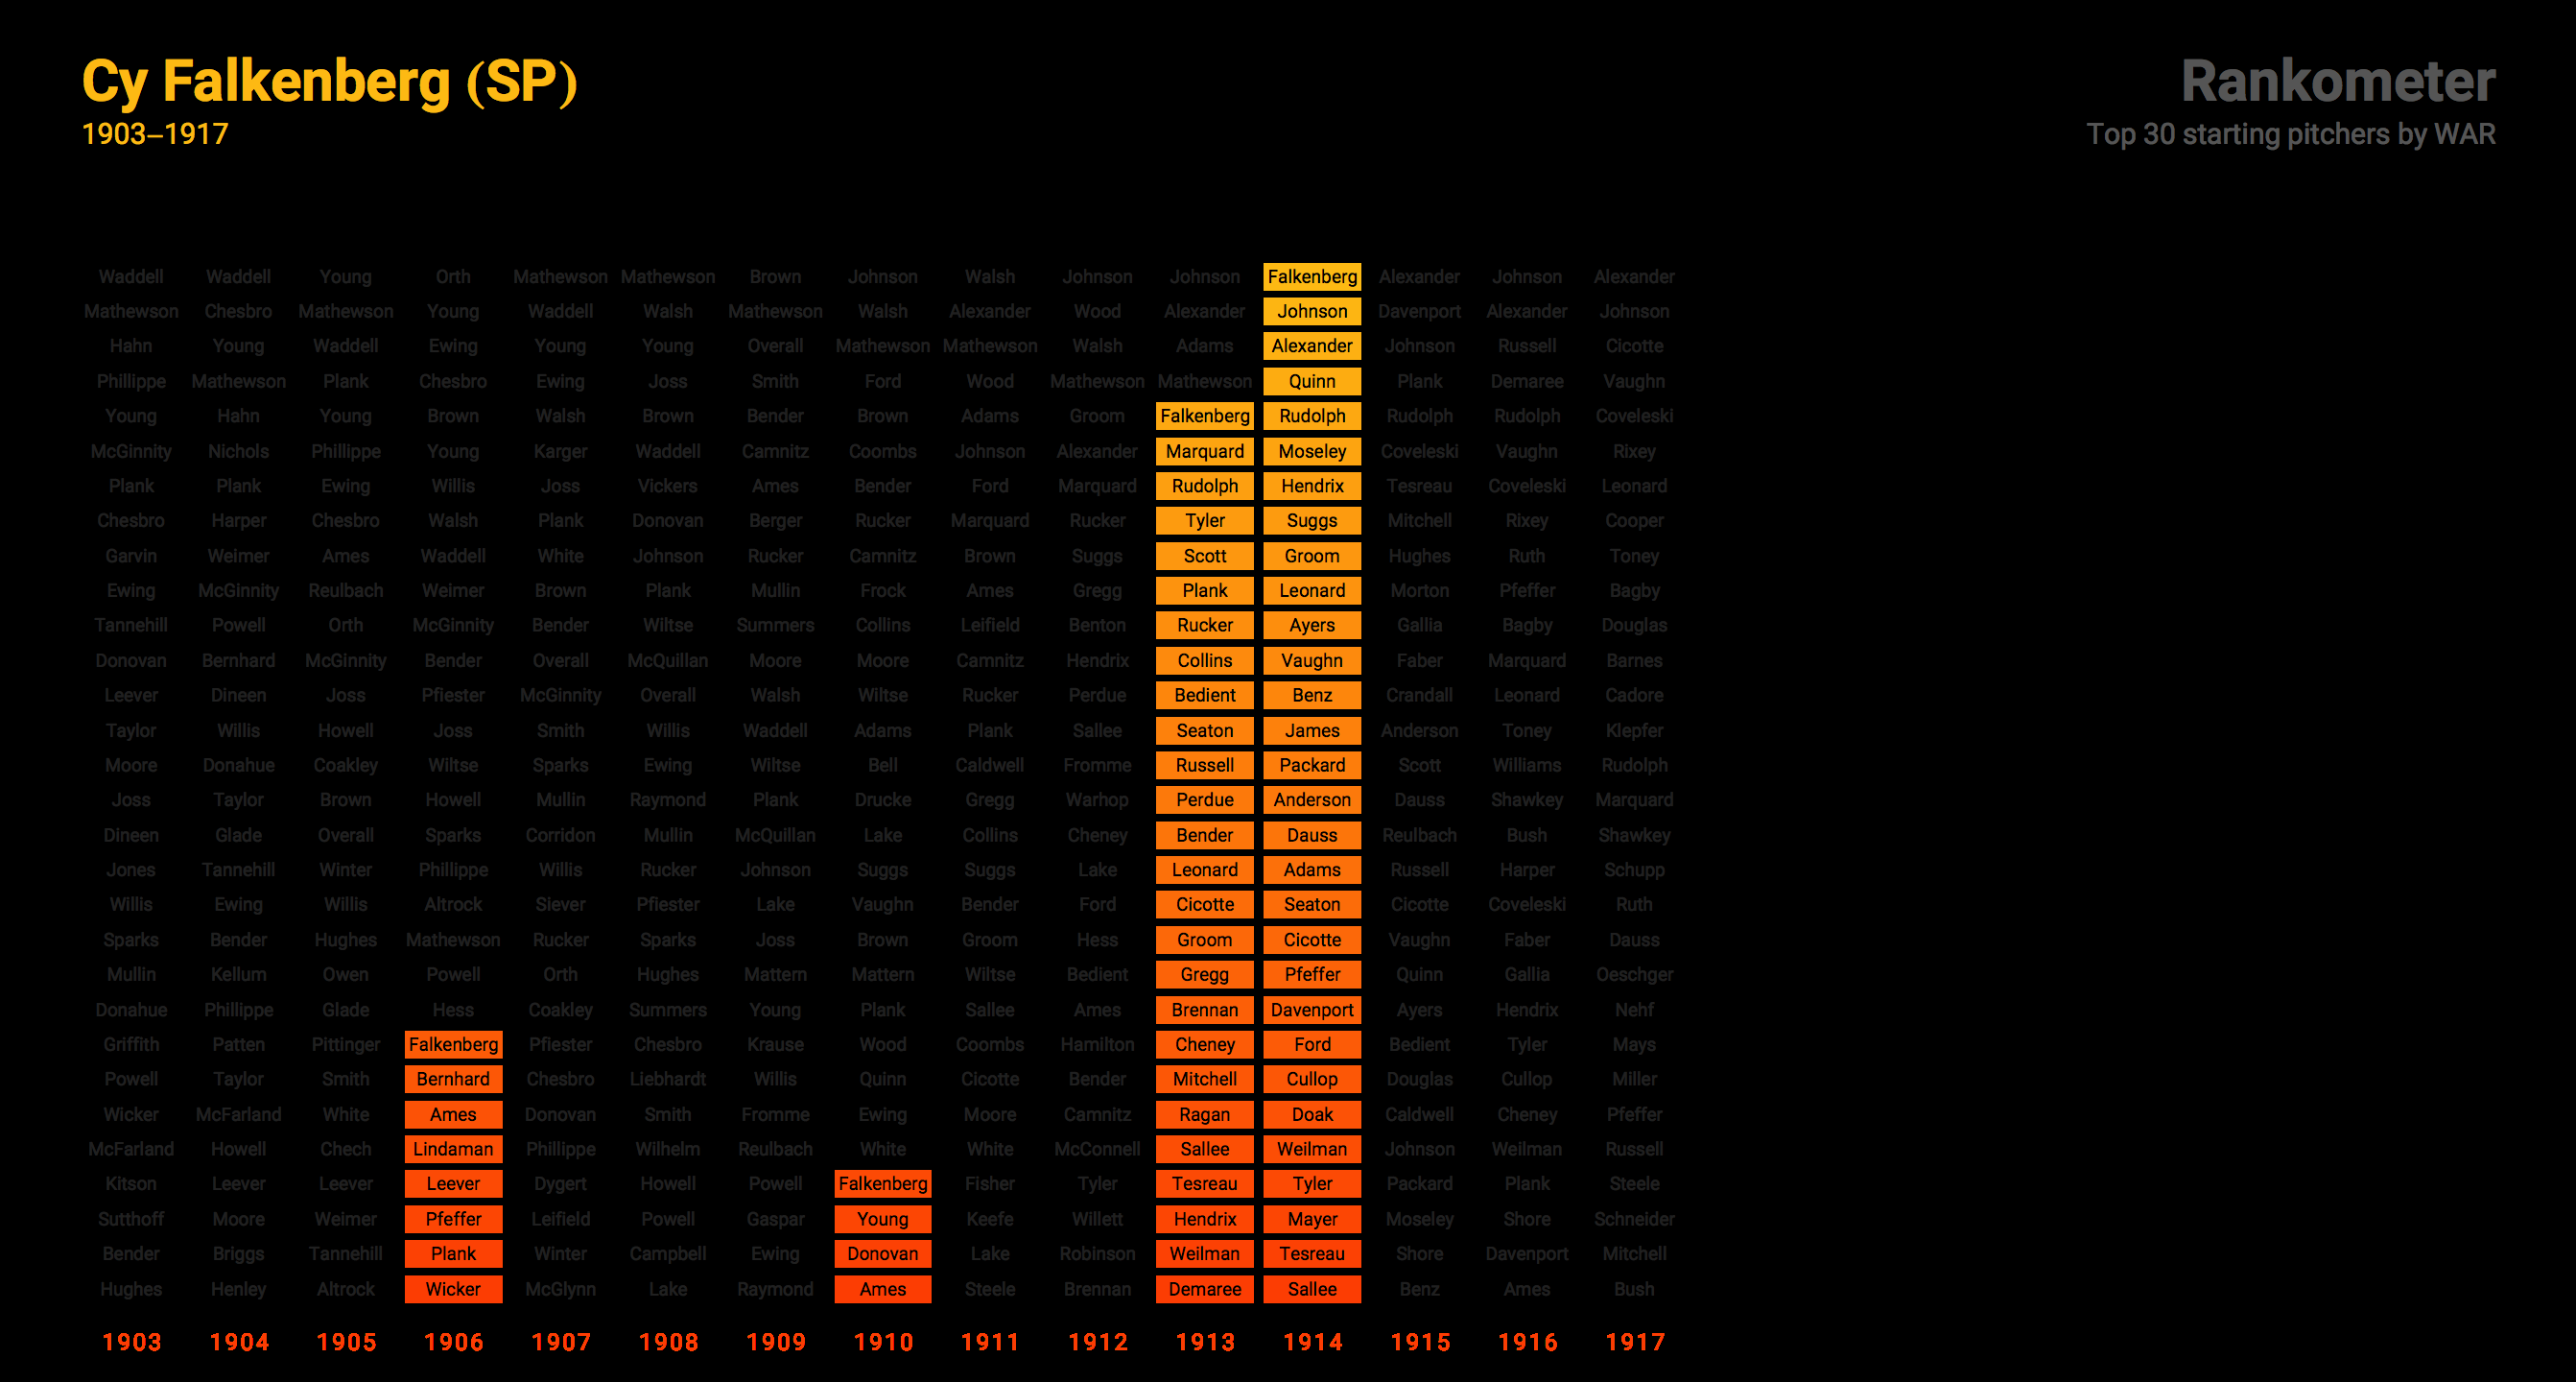 Cy Falkenberg (SP)
1903–1917
Rankometer
Top 30 starting pitchers by WAR
Waddell Waddell Young Orth Mathewson Mathewson Brown Johnson Walsh Johnson Johnson Falkenberg Alexander Johnson Alexander
Mathewson Chesbro Mathewson Young Waddell Walsh Mathewson Walsh Alexander Wood Alexander Johnson Davenport Alexander Johnson
Hahn Young Waddell Ewing Young Young Overall Mathewson Mathewson Walsh Adams Alexander Johnson Russell Cicotte
Phillippe Mathewson Plank Chesbro Ewing Joss Smith Ford Wood Mathewson Mathewson Quinn Plank Demaree Vaughn
Young Hahn Young Brown Walsh Brown Bender Brown Adams Groom Falkenberg Rudolph Rudolph Rudolph Coveleski
McGinnity Nichols Phillippe Young Karger Waddell Camnitz Coombs Johnson Alexander Marquard Moseley Coveleski Vaughn Rixey
Plank Plank Ewing Willis Joss Vickers Ames Bender Ford Marquard Rudolph Hendrix Tesreau Coveleski Leonard
Chesbro Harper Chesbro Walsh Plank Donovan Berger Rucker Marquard Rucker Tyler Suggs Mitchell Rixey Cooper
Garvin Weimer Ames Waddell White Johnson Rucker Camnitz Brown Suggs Scott Groom Hughes Ruth Toney
Ewing McGinnity Reulbach Weimer Brown Plank Mullin Frock Ames Gregg Plank Leonard Morton Pfeffer Bagby
Tannehill Powell Orth McGinnity Bender Wiltse Summers Collins Leifield Benton Rucker Ayers Gallia Bagby Douglas
Donovan Bernhard McGinnity Bender Overall McQuillan Moore Moore Camnitz Hendrix Collins Vaughn Faber Marquard Barnes
Leever Dineen Joss Pfiester McGinnity Overall Walsh Wiltse Rucker Perdue Bedient Benz Crandall Leonard Cadore
Taylor Willis Howell Joss Smith Willis Waddell Adams Plank Sallee Seaton James Anderson Toney Klepfer
Moore Donahue Coakley Wiltse Sparks Ewing Wiltse Bell Caldwell Fromme Russell Packard Scott Williams Rudolph
Joss Taylor Brown Howell Mullin Raymond Plank Drucke Gregg Warhop Perdue Anderson Dauss Shawkey Marquard
Dineen Glade Overall Sparks Corridon Mullin McQuillan Lake Collins Cheney Bender Dauss Reulbach Bush Shawkey
Jones Tannehill Winter Phillippe Willis Rucker Johnson Suggs Suggs Lake Leonard Adams Russell Harper Schupp
Willis Ewing Willis Altrock Siever Pfiester Lake Vaughn Bender Ford Cicotte Seaton Cicotte Coveleski Ruth
Sparks Bender Hughes Mathewson Rucker Sparks Joss Brown Groom Hess Groom Cicotte Vaughn Faber Dauss
Mullin Kellum Owen Powell Orth Hughes Mattern Mattern Wiltse Bedient Gregg Pfeffer Quinn Gallia Oeschger
Donahue Phillippe Glade Hess Coakley Summers Young Plank Sallee Ames Brennan Davenport Ayers Hendrix Nehf
Griffith Patten Pittinger Falkenberg Pfiester Chesbro Krause Wood Coombs Hamilton Cheney Ford Bedient Tyler Mays
Powell Taylor Smith Bernhard Chesbro Liebhardt Willis Quinn Cicotte Bender Mitchell Cullop Douglas Cullop Miller
Wicker McFarland White Ames Donovan Smith Fromme Ewing Moore Camnitz Ragan Doak Caldwell Cheney Pfeffer
McFarland Howell Chech Lindaman Phillippe Wilhelm Reulbach White White McConnell Sallee Weilman Johnson Weilman Russell
Kitson Leever Leever Leever Dygert Howell Powell Falkenberg Fisher Tyler Tesreau Tyler Packard Plank Steele
Sutthoff Moore Weimer Pfeffer Leifield Powell Gaspar Young Keefe Willett Hendrix Mayer Moseley Shore Schneider
Bender Briggs Tannehill Plank Winter Campbell Ewing Donovan Lake Robinson Weilman Tesreau Shore Davenport Mitchell
Hughes Henley Altrock Wicker McGlynn Lake Raymond Ames Steele Brennan Demaree Sallee Benz Ames Bush
1903 1904 1905 1906 1907 1908 1909 1910 1911 1912 1913 1914 1915 1916 1917